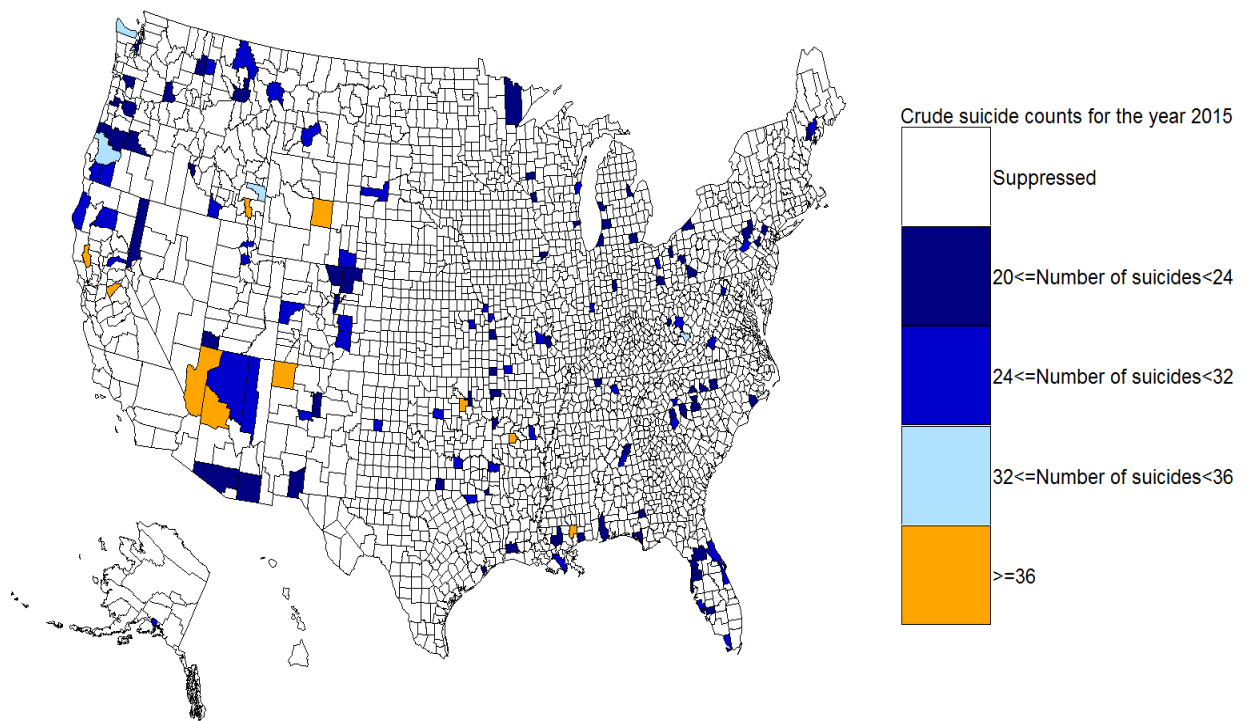 Crude suicide counts for the year 2015
Suppressed
20<=Number of suicides<24
24<=Number of suicides<32
32<=Number of suicides<36
>=36